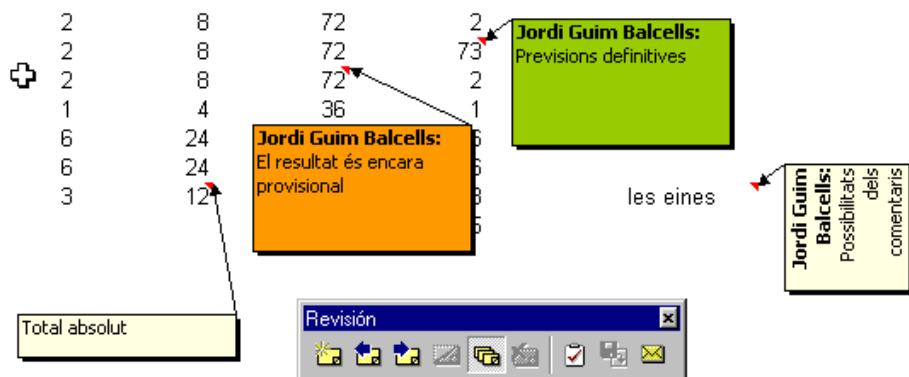 2 8 72 2
Jordi Guim Balcells:
2 8 72 73
Previsions definitives
2 8 72 2
1 4 36 1
6 24
Jordi Guim Balcells:
6 24
El resultat és encara
provisional
3 12
les eines
Jordi Guim
Balcells:
Possibilitats
dels
comentaris
Total absolut
Revisión